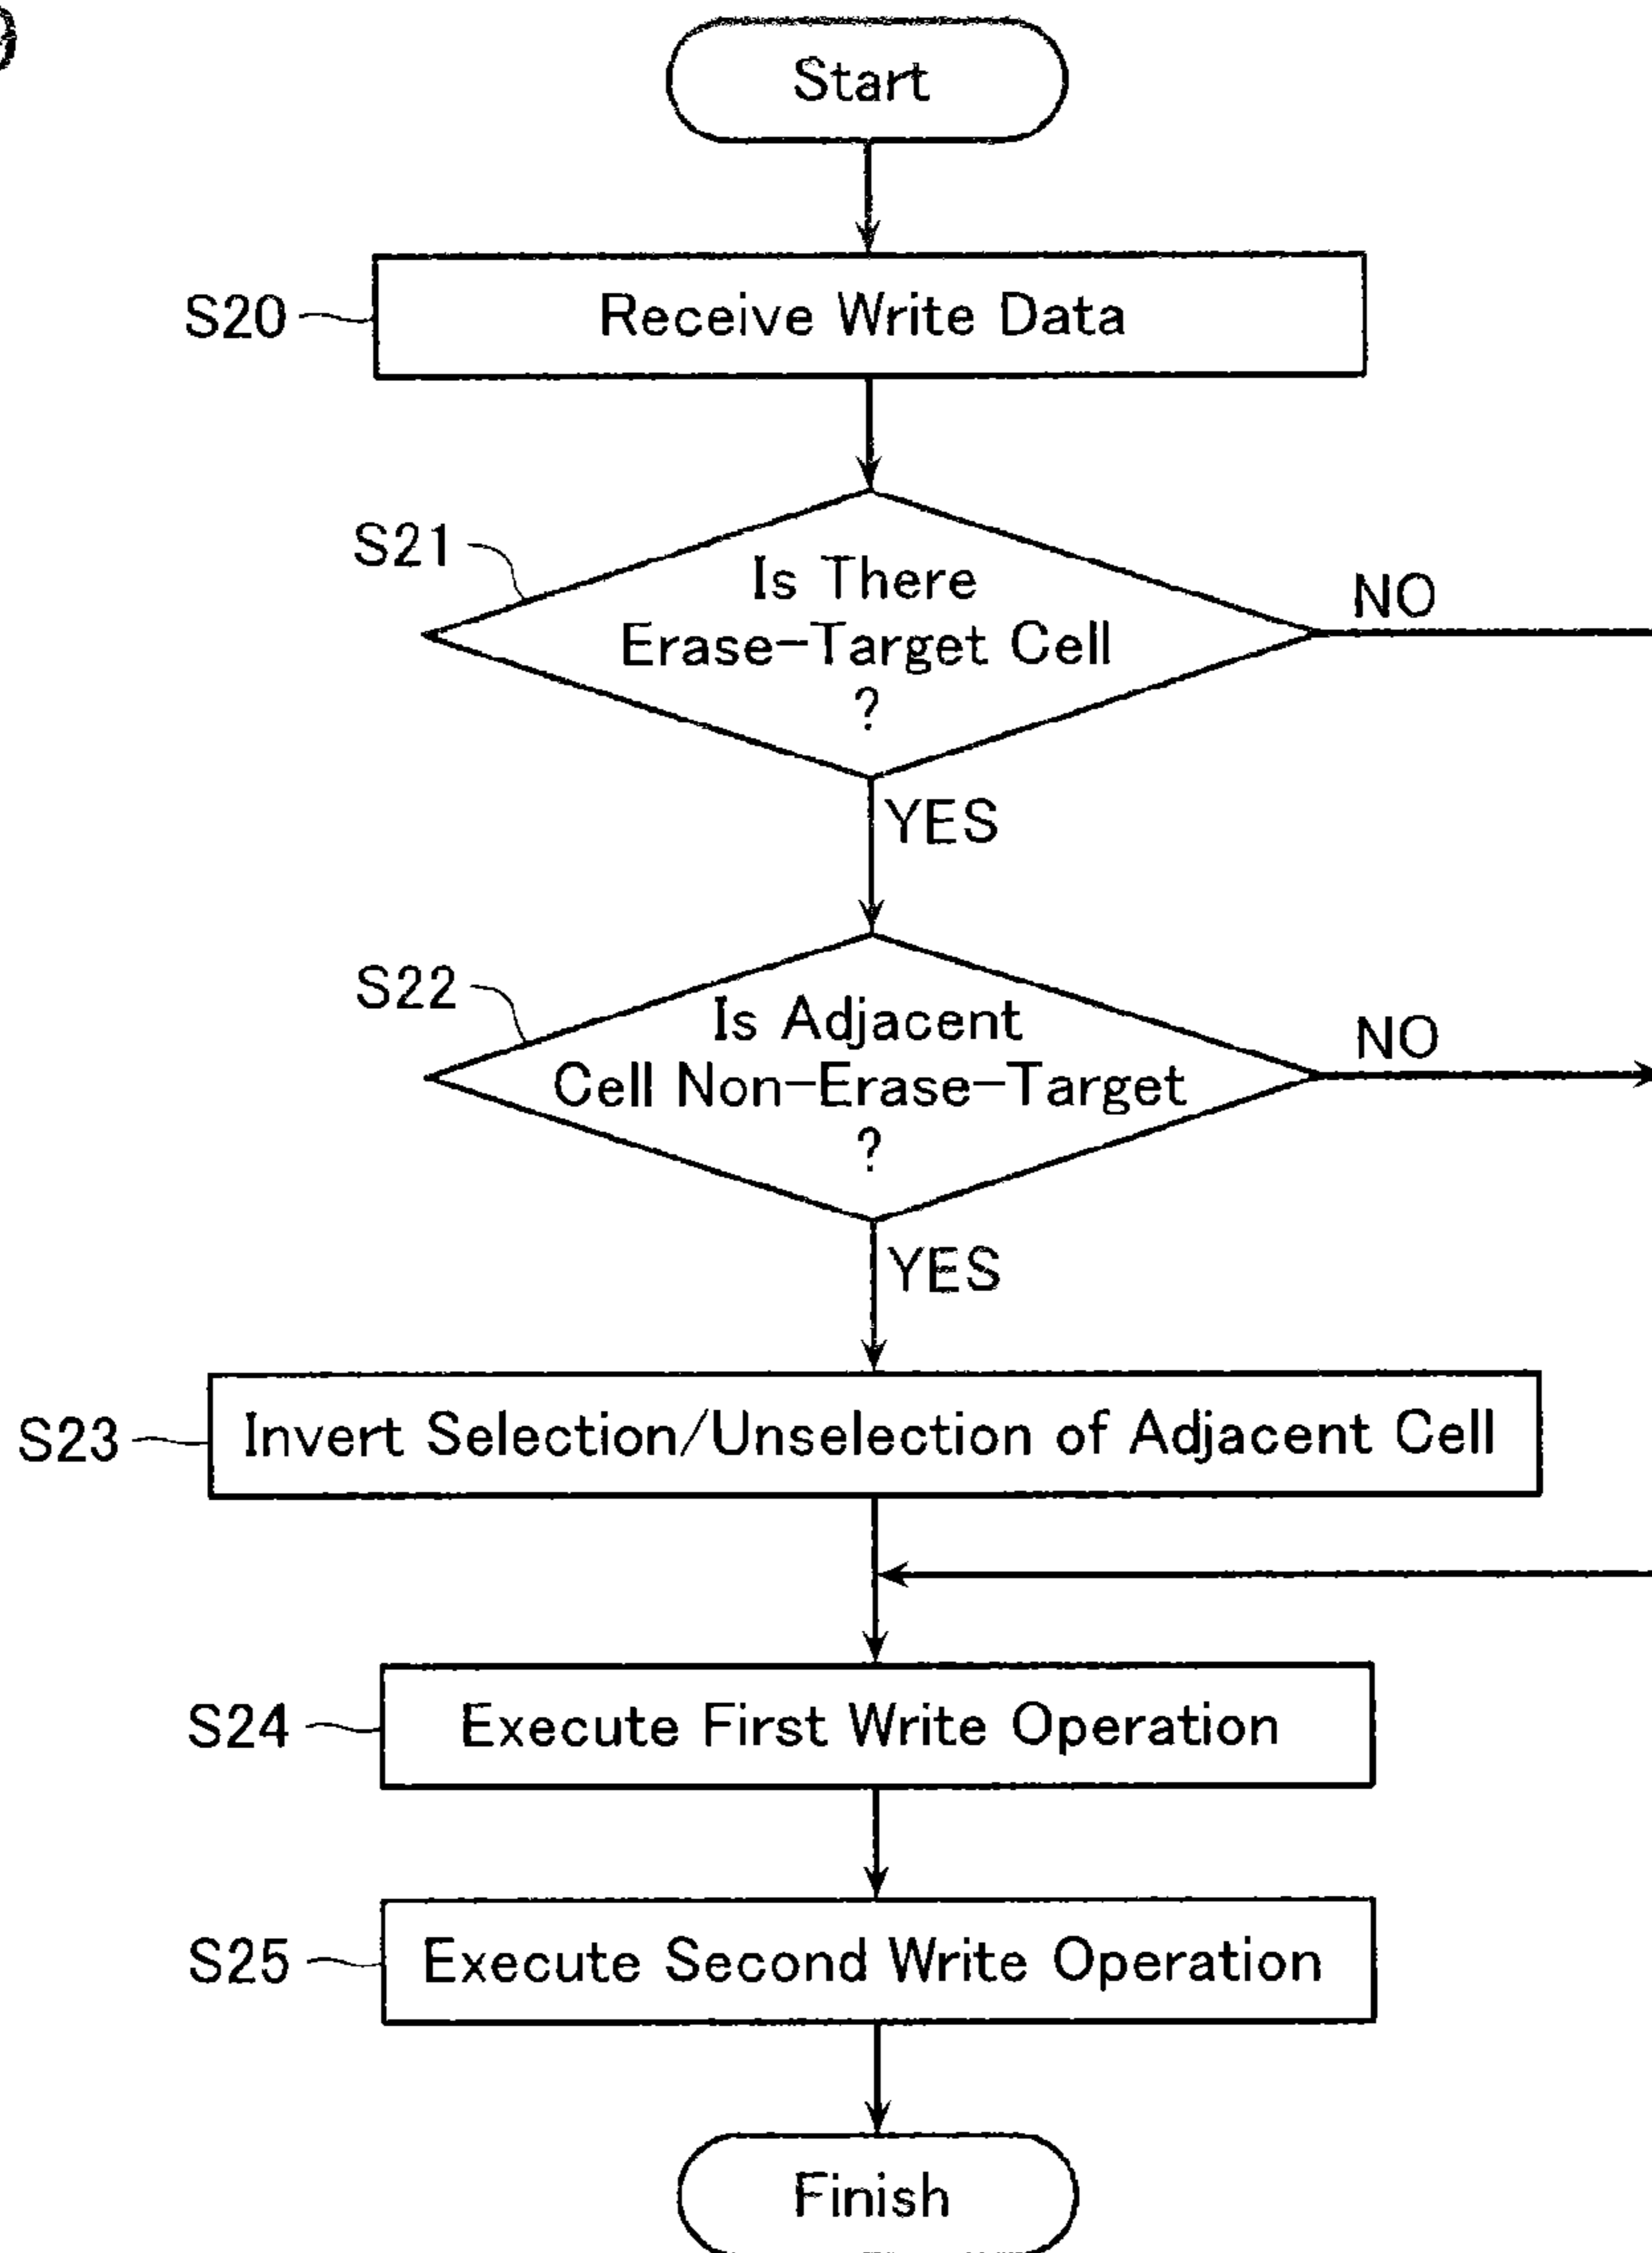 Start
S20
Receive Write Data
S21
Is There
Erase-Target Cell
?
NO
YES
S22
Is Adjacent
Cell Non-Erase-Target
?
NO
YES
S23
Invert Selection/Unselection of Adjacent Cell
S24
Execute First Write Operation
S25
Execute Second Write Operation
Finish